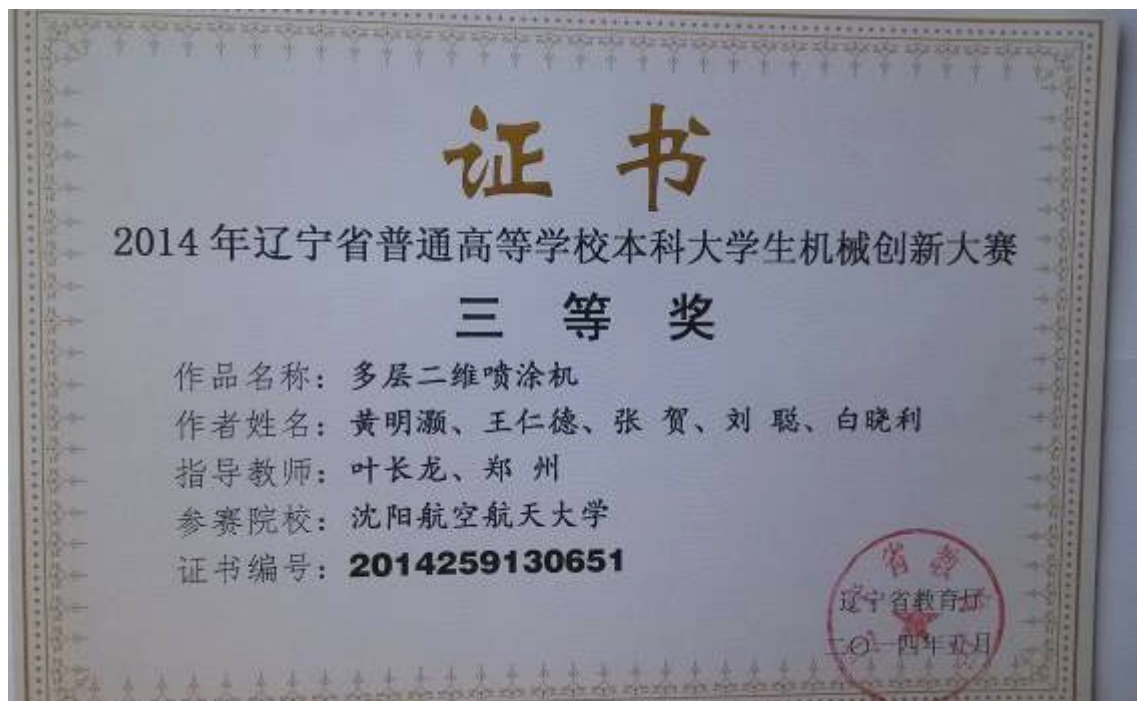 证书
2014年辽宁省普通高等学校本科大学生机械创新大赛
三等奖
作品名称：多层二维喷涂机
作者姓名：黄明灏、王仁德、张 贺、刘 聪、白晓利
指导教师：叶长龙、郑 州
参赛院校：沈阳航空航天大学
证书编号：2014259130651
辽宁省教育厅
二〇一四年五月